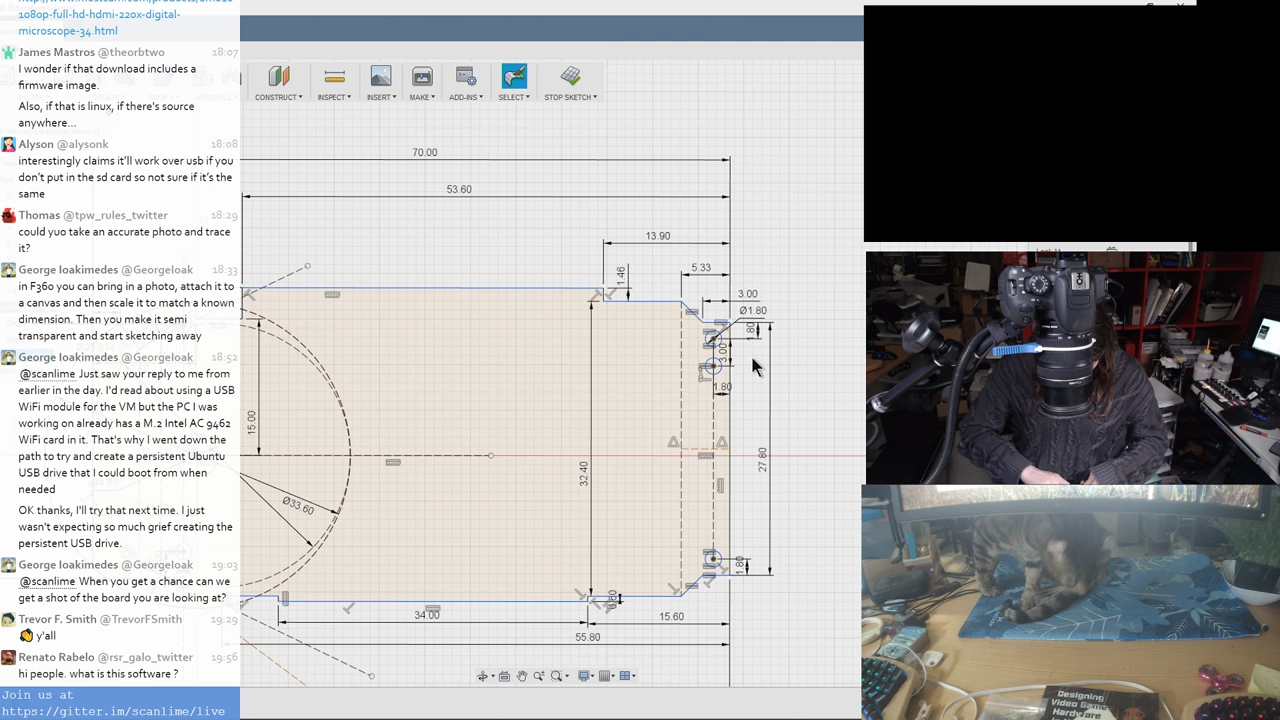 1080p-full-hd-hdmi-220x-digital-
microscope-34.html
James Mastros @theorbtwo 18:07
I wonder if that download includes a
firmware image.
Also, if that is linux, if there's source
anywhere...
Alyson @alysonk 18:08
interestingly claims it'll work over usb if you
don't put in the sd card so not sure if it's the
same
Thomas @tpw_rules_twitter 18:29
could yuo take an accurate photo and trace
it?
George Ioakimedes @GeorgeIoak 18:33
in F360 you can bring in a photo, attach it to
a canvas and then scale it to match a known
dimension. Then you make it semi
transparent and start sketching away
George Ioakimedes @GeorgeIoak 18:52
@scanlime Just saw your reply to me from
earlier in the day. I'd read about using a USB
WiFi module for the VM but the PC I was
working on already has a M.2 Intel AC 9462
WiFi card in it. That's why I went down the
path to try and create a persistent Ubuntu
USB drive that I could boot from when
needed
OK thanks, I'll try that next time. I just
wasn't expecting so much grief creating the
persistent USB drive.
George Ioakimedes @GeorgeIoak 19:03
@scanlime When you get a chance can we
get a shot of the board you are looking at?
Trevor F. Smith @TrevorFSmith 19:29
👏 y'all
Renato Rabelo @rsr_galo_twitter 19:56
hi people. what is this software ?
Join us at
https://gitter.im/scanlime/live
CONSTRUCT INSPECT INSERT MAKE ADD-INS SELECT STOP SKETCH
70.00
53.60
13.90
5.33
1.46
3.00
Ø1.80
1.80
3.00
1.80
15.00
32.40
27.80
Ø33.60
1.80
34.00
15.60
55.80
Canon
Designing
Video Game
Hardware